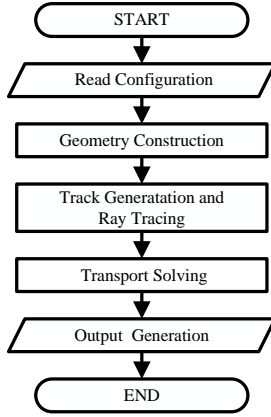 START
Read Configuration
Geometry Construction
Track Generatation and
Ray Tracing
Transport Solving
Output Generation
END